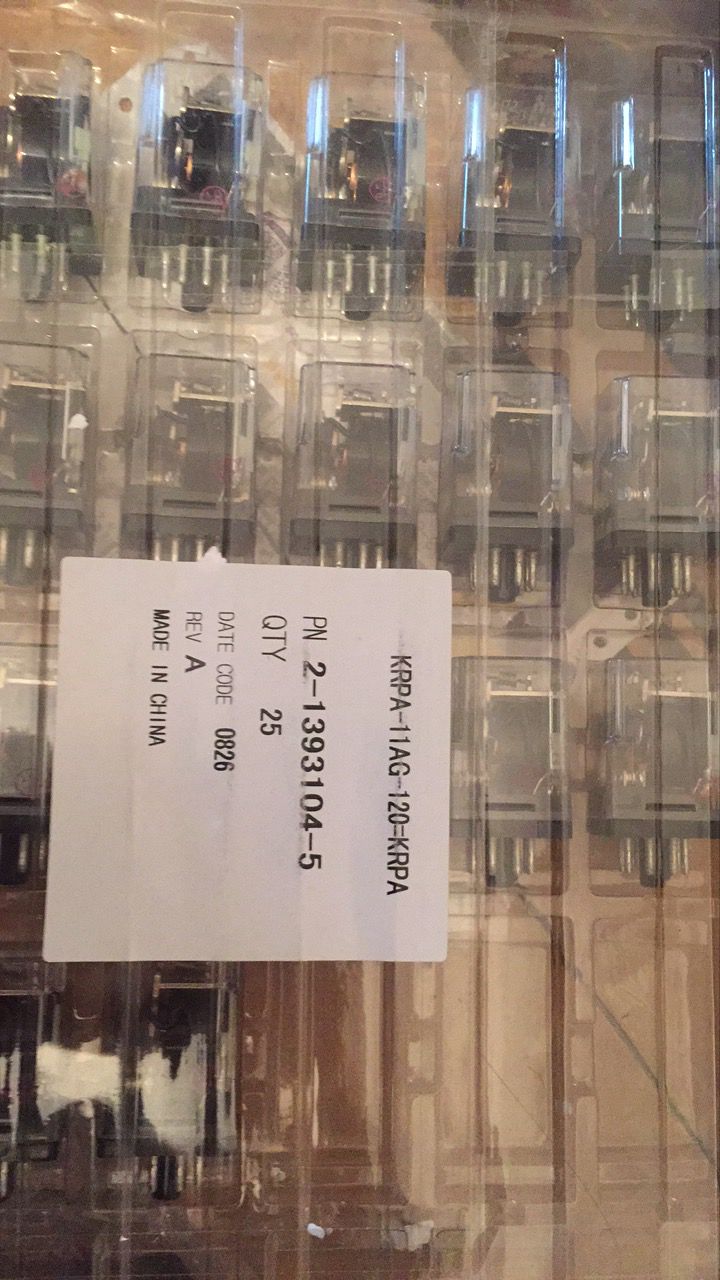 KRPA-11AG-120=KRPA
PN 2-1393104-5
QTY 25
DATE CODE 0826
REV A
MADE IN CHINA